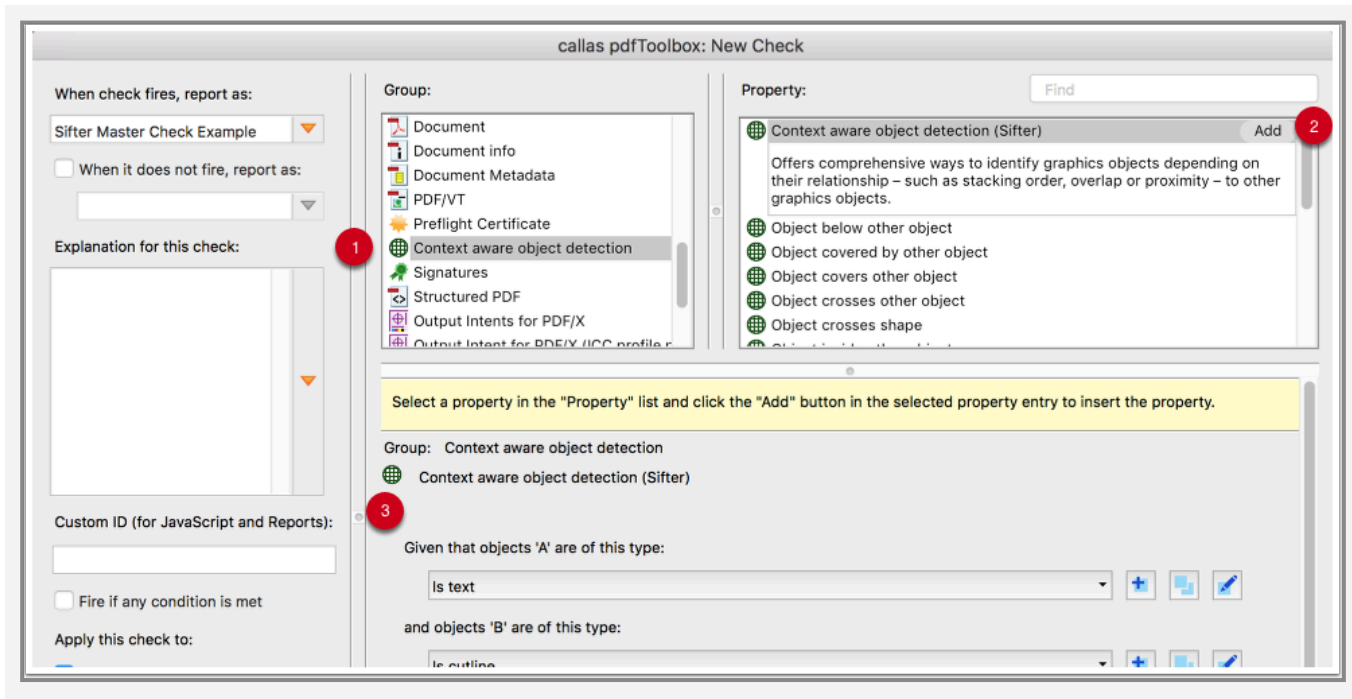 callas pdfToolbox: New Check
When check fires, report as:
Sifter Master Check Example
When it does not fire, report as:
Explanation for this check:
Custom ID (for JavaScript and Reports):
Fire if any condition is met
Apply this check to:
Group:
Document
Document info
Document Metadata
PDF/VT
Preflight Certificate
1
Context aware object detection
Signatures
Structured PDF
Output Intents for PDF/X
Output Intent for PDF/X (ICC profile
Property:
Find
Context aware object detection (Sifter)
Add
2
Offers comprehensive ways to identify graphics objects depending on
their relationship – such as stacking order, overlap or proximity – to other
graphics objects.
Object below other object
Object covered by other object
Object covers other object
Object crosses other object
Object crosses shape
Select a property in the "Property" list and click the "Add" button in the selected property entry to insert the property.
Group: Context aware object detection
Context aware object detection (Sifter)
3
Given that objects 'A' are of this type:
Is text
and objects 'B' are of this type: